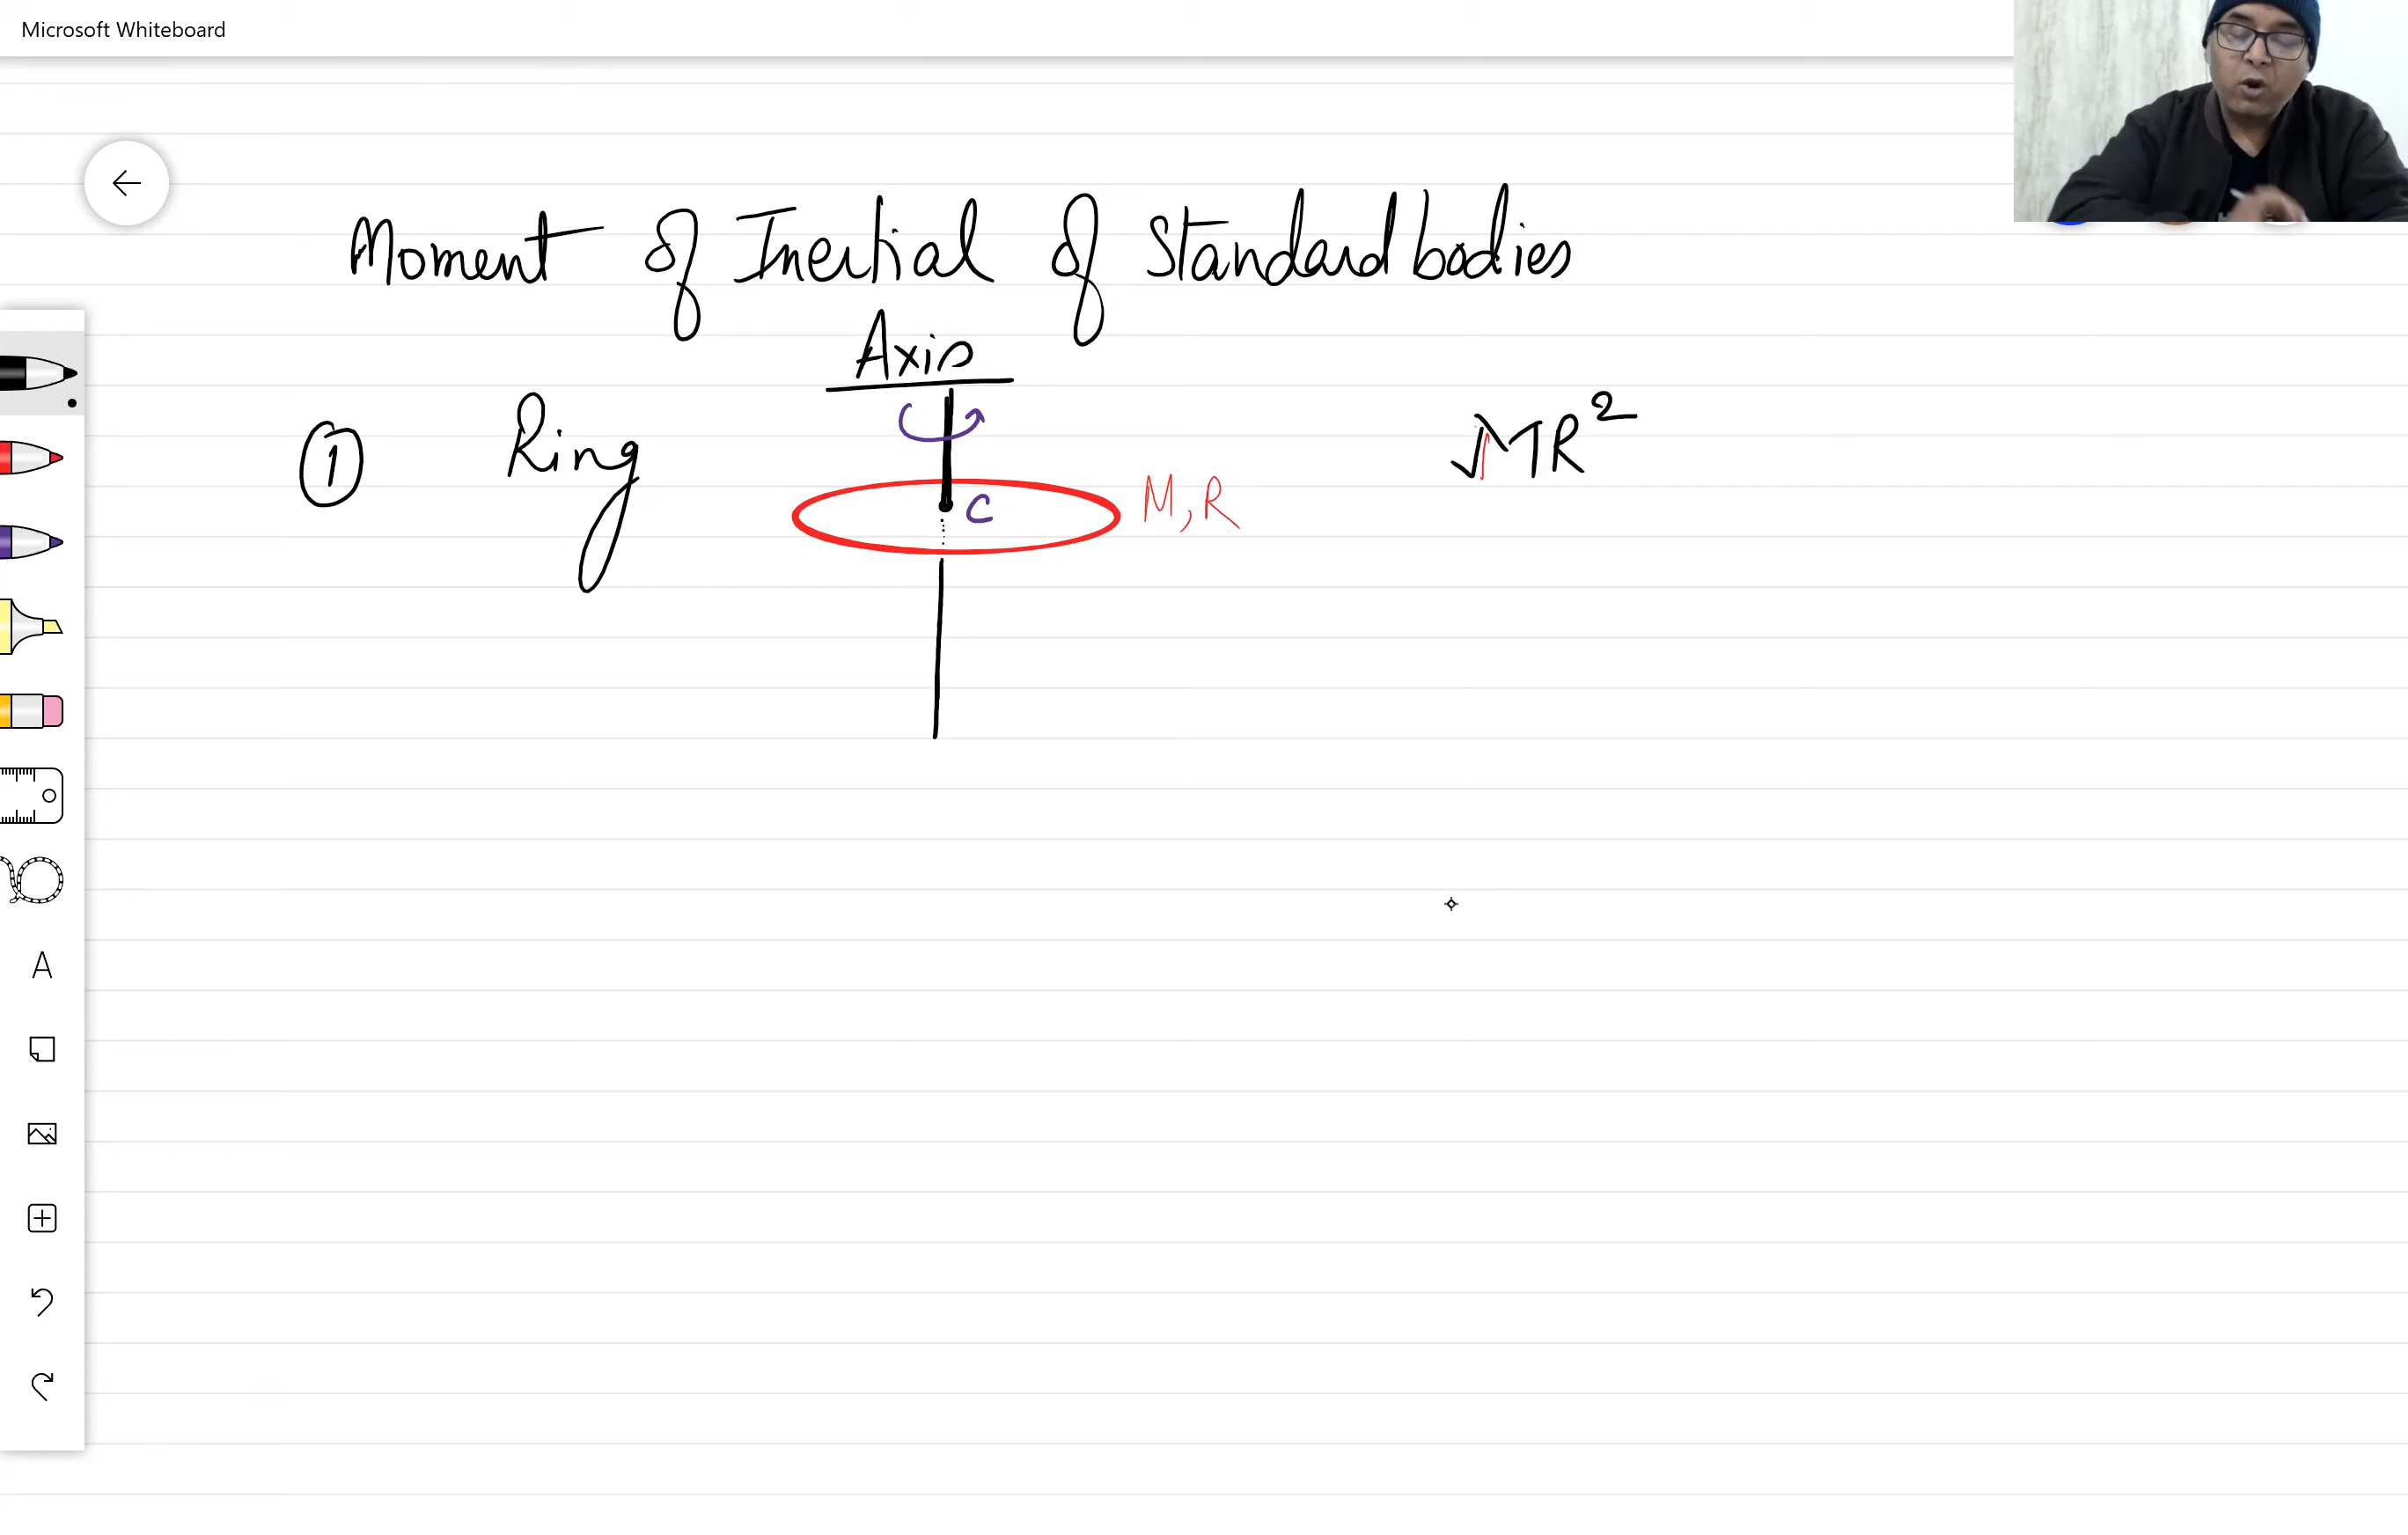 Microsoft Whiteboard
Moment of Inertial of Standard bodies
Axis
① Ring MR²
C M, R
A